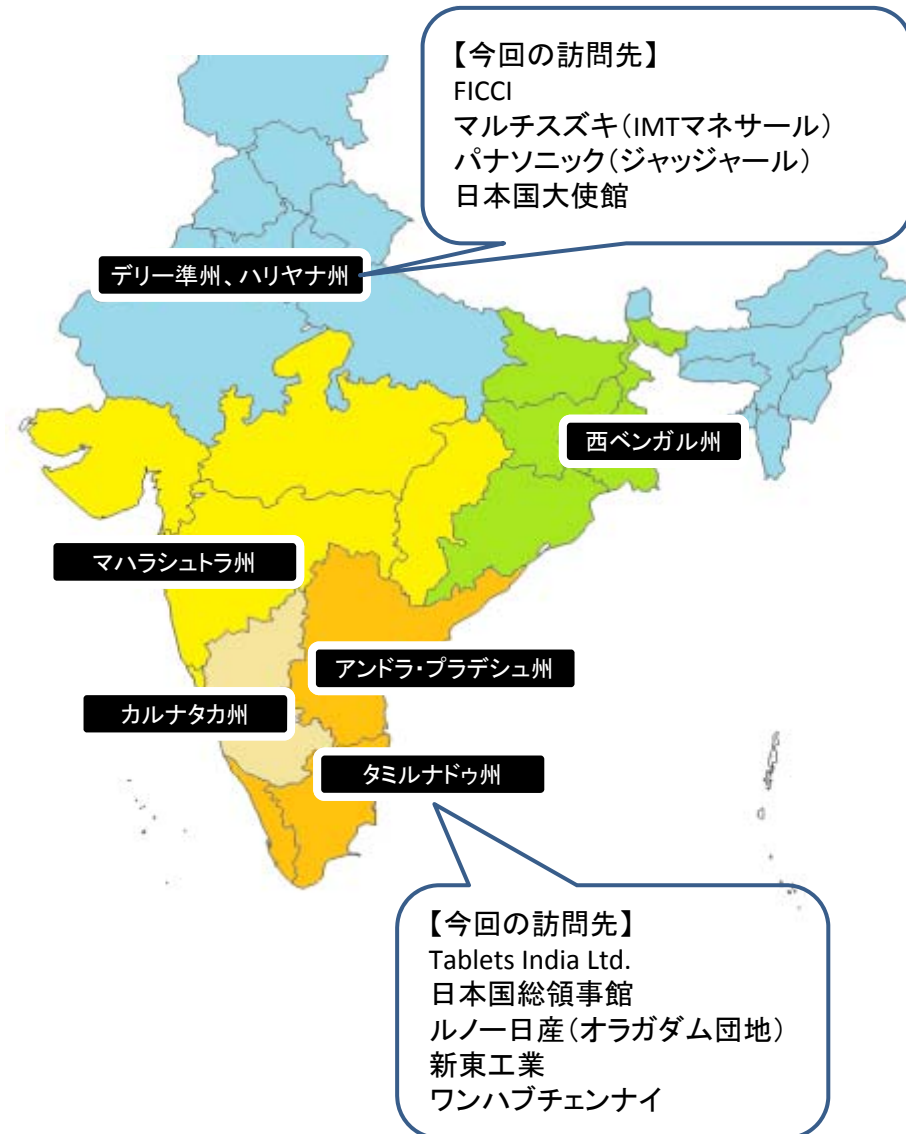 【今回の訪問先】
FICCI
マルチスズキ(IMTマネサール)
パナソニック(ジャッジャール)
日本国大使館
デリー準州、ハリヤナ州
西ベンガル州
マハラシュトラ州
アンドラ・プラデシュ州
カルナタカ州
タミルナドゥ州
【今回の訪問先】
Tablets India Ltd.
日本国総領事館
ルノー日産(オラガダム団地)
新東工業
ワンハブチェンナイ